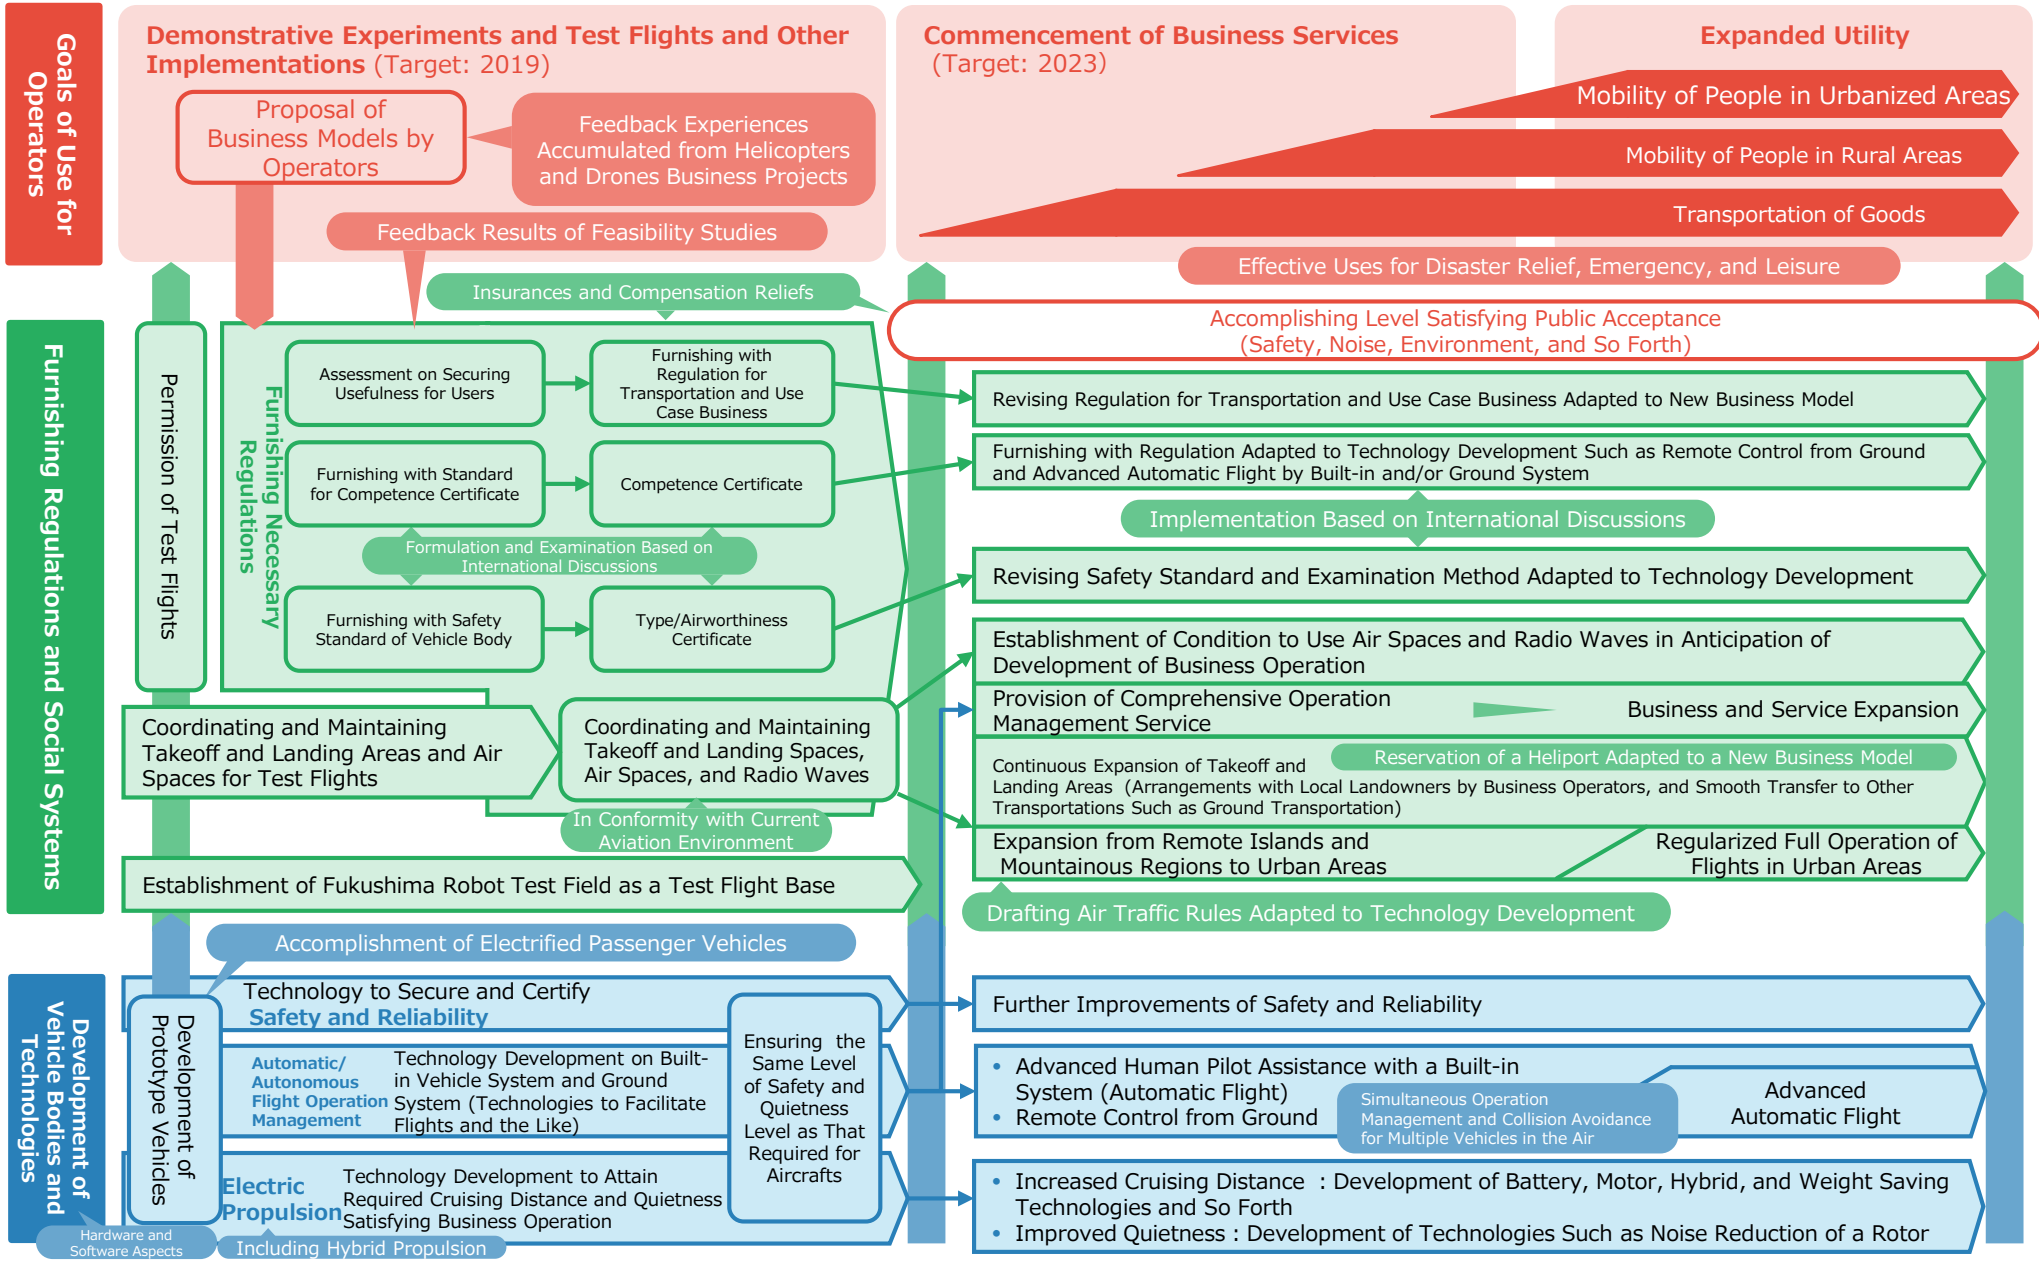 Goals of Use for
Operators
Demonstrative Experiments and Test Flights and Other
Implementations (Target: 2019)
Proposal of
Business Models by
Operators
Feedback Experiences
Accumulated from Helicopters
and Drones Business Projects
Feedback Results of Feasibility Studies
Commencement of Business Services
(Target: 2023)
Expanded Utility
Mobility of People in Urbanized Areas
Mobility of People in Rural Areas
Transportation of Goods
Effective Uses for Disaster Relief, Emergency, and Leisure
Accomplishing Level Satisfying Public Acceptance
(Safety, Noise, Environment, and So Forth)
Furnishing Regulations and Social Systems
Permission of Test Flights
Insurances and Compensation Reliefs
Furnishing Necessary
Regulations
Assessment on Securing
Usefulness for Users
Furnishing with
Regulation for
Transportation and Use
Case Business
Furnishing with Standard
for Competence Certificate
Competence Certificate
Formulation and Examination Based on
International Discussions
Furnishing with Safety
Standard of Vehicle Body
Type/Airworthiness
Certificate
Coordinating and Maintaining
Takeoff and Landing Areas and Air
Spaces for Test Flights
Coordinating and Maintaining
Takeoff and Landing Spaces,
Air Spaces, and Radio Waves
In Conformity with Current
Aviation Environment
Establishment of Fukushima Robot Test Field as a Test Flight Base
Revising Regulation for Transportation and Use Case Business Adapted to New Business Model
Furnishing with Regulation Adapted to Technology Development Such as Remote Control from Ground
and Advanced Automatic Flight by Built-in and/or Ground System
Implementation Based on International Discussions
Revising Safety Standard and Examination Method Adapted to Technology Development
Establishment of Condition to Use Air Spaces and Radio Waves in Anticipation of
Development of Business Operation
Provision of Comprehensive Operation
Management Service
Business and Service Expansion
Reservation of a Heliport Adapted to a New Business Model
Continuous Expansion of Takeoff and
Landing Areas (Arrangements with Local Landowners by Business Operators, and Smooth Transfer to Other
Transportations Such as Ground Transportation)
Expansion from Remote Islands and
Mountainous Regions to Urban Areas
Regularized Full Operation of
Flights in Urban Areas
Drafting Air Traffic Rules Adapted to Technology Development
Development of
Vehicle Bodies and
Technologies
Hardware and
Software Aspects
Accomplishment of Electrified Passenger Vehicles
Development of
Prototype Vehicles
Technology to Secure and Certify
Safety and Reliability
Automatic/
Autonomous
Flight Operation
Management
Technology Development on Built-
in Vehicle System and Ground
System (Technologies to Facilitate
Flights and the Like)
Electric
Propulsion
Technology Development to Attain
Required Cruising Distance and Quietness
Satisfying Business Operation
Including Hybrid Propulsion
Ensuring the
Same Level
of Safety and
Quietness
Level as That
Required for
Aircrafts
Further Improvements of Safety and Reliability
• Advanced Human Pilot Assistance with a Built-in
System (Automatic Flight)
• Remote Control from Ground
Simultaneous Operation
Management and Collision Avoidance
for Multiple Vehicles in the Air
Advanced
Automatic Flight
• Increased Cruising Distance : Development of Battery, Motor, Hybrid, and Weight Saving
Technologies and So Forth
• Improved Quietness : Development of Technologies Such as Noise Reduction of a Rotor